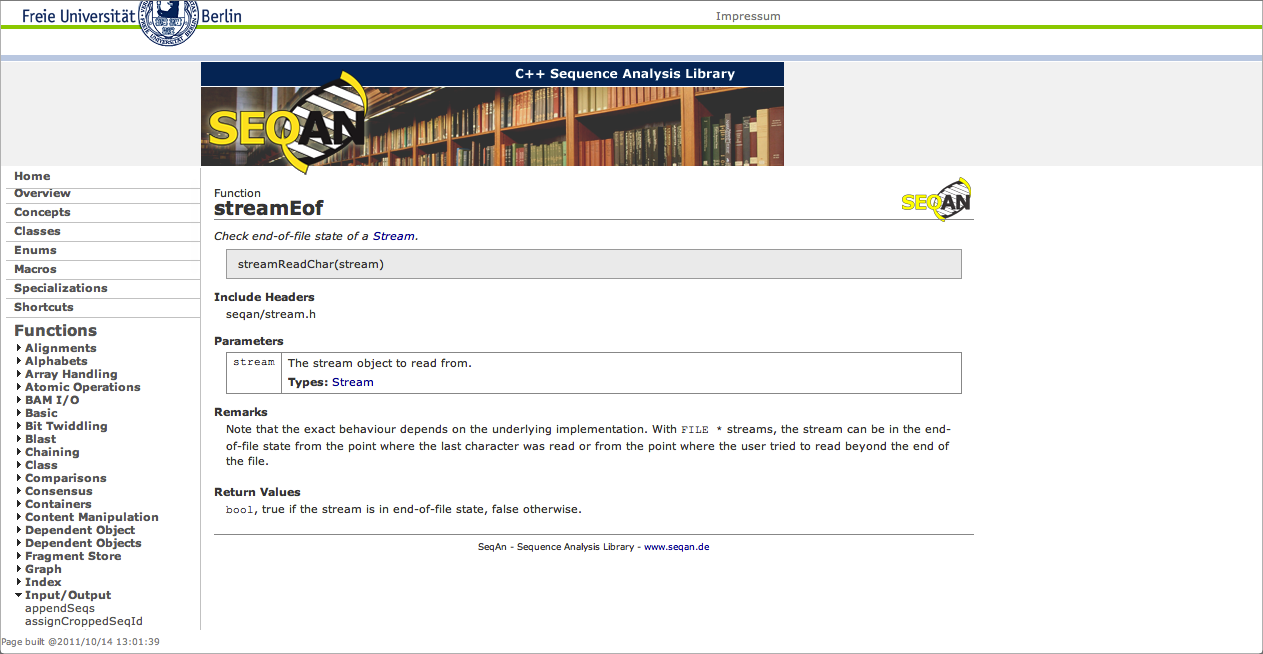 Freie Universität Berlin
Impressum
C++ Sequence Analysis Library
SEQAN
Home
Overview
Concepts
Classes
Enums
Macros
Specializations
Shortcuts
Functions
Alignments
Alphabets
Array Handling
Atomic Operations
BAM I/O
Basic
Bit Twiddling
Blast
Chaining
Class
Comparisons
Consensus
Containers
Content Manipulation
Dependent Object
Dependent Objects
Fragment Store
Graph
Index
Input/Output
appendSeqs
assignCroppedSeqId
Function
streamEof
SEQAN
Check end-of-file state of a Stream.
streamReadChar(stream)
Include Headers
seqan/stream.h
Parameters
stream The stream object to read from.
Types: Stream
Remarks
Note that the exact behaviour depends on the underlying implementation. With FILE * streams, the stream can be in the end-
of-file state from the point where the last character was read or from the point where the user tried to read beyond the end of
the file.
Return Values
bool, true if the stream is in end-of-file state, false otherwise.
SeqAn - Sequence Analysis Library - www.seqan.de
Page built @2011/10/14 13:01:39